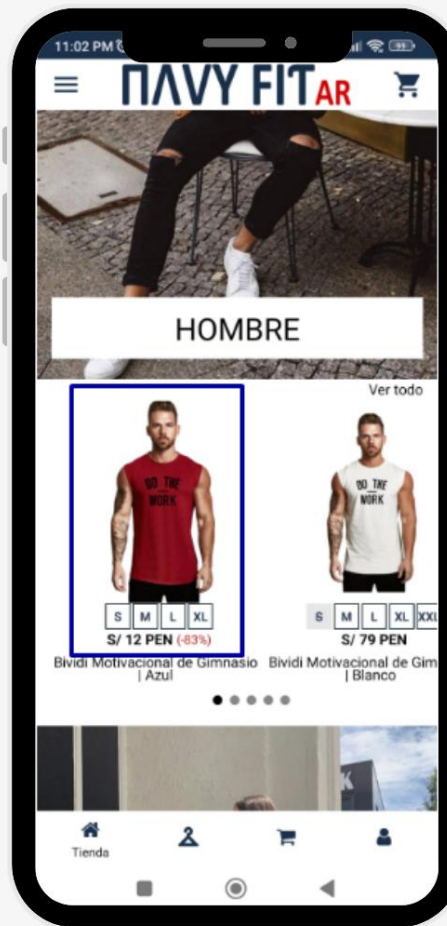 11:02 PM
NAVY FIT AR
HOMBRE
Ver todo
DO THE
WORK
S M L XL
S/ 12 PEN (-83%)
Bividi Motivacional de Gimnasio
| Azul
DO THE
WORK
S M L XL XXL
S/ 79 PEN
Bividi Motivacional de Gim
| Blanco
Tienda